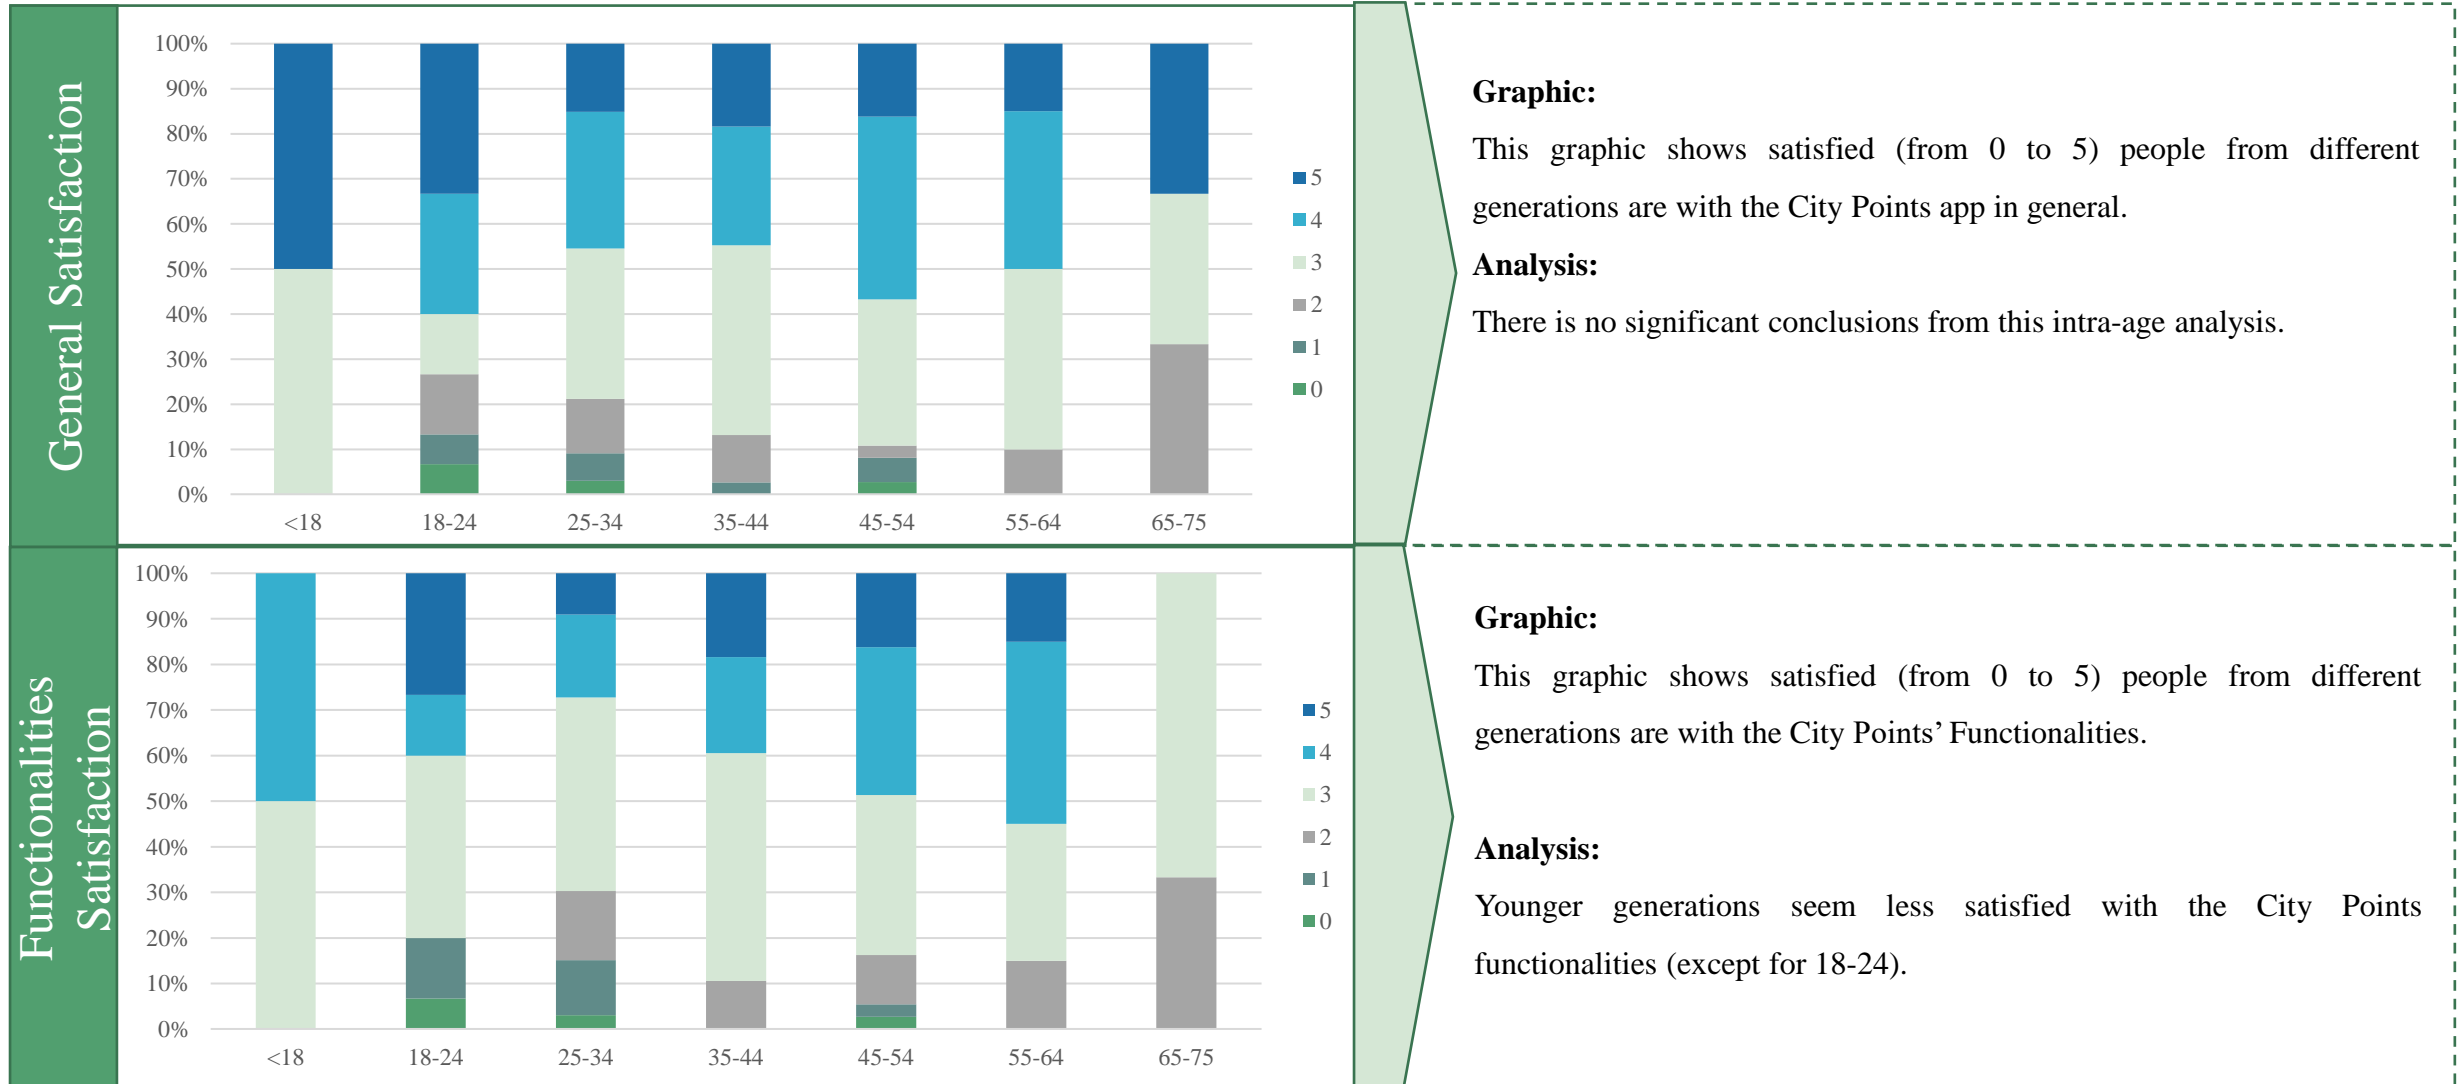 General Satisfaction
100%
90%
80%
70%
60%
50%
40%
30%
20%
10%
0%
<18 18-24 25-34 35-44 45-54 55-64 65-75
5
4
3
2
1
0
Graphic:
This graphic shows satisfied (from 0 to 5) people from different
generations are with the City Points app in general.
Analysis:
There is no significant conclusions from this intra-age analysis.
Functionalities
Satisfaction
100%
90%
80%
70%
60%
50%
40%
30%
20%
10%
0%
<18 18-24 25-34 35-44 45-54 55-64 65-75
5
4
3
2
1
0
Graphic:
This graphic shows satisfied (from 0 to 5) people from different
generations are with the City Points’ Functionalities.
Analysis:
Younger generations seem less satisfied with the City Points
functionalities (except for 18-24).